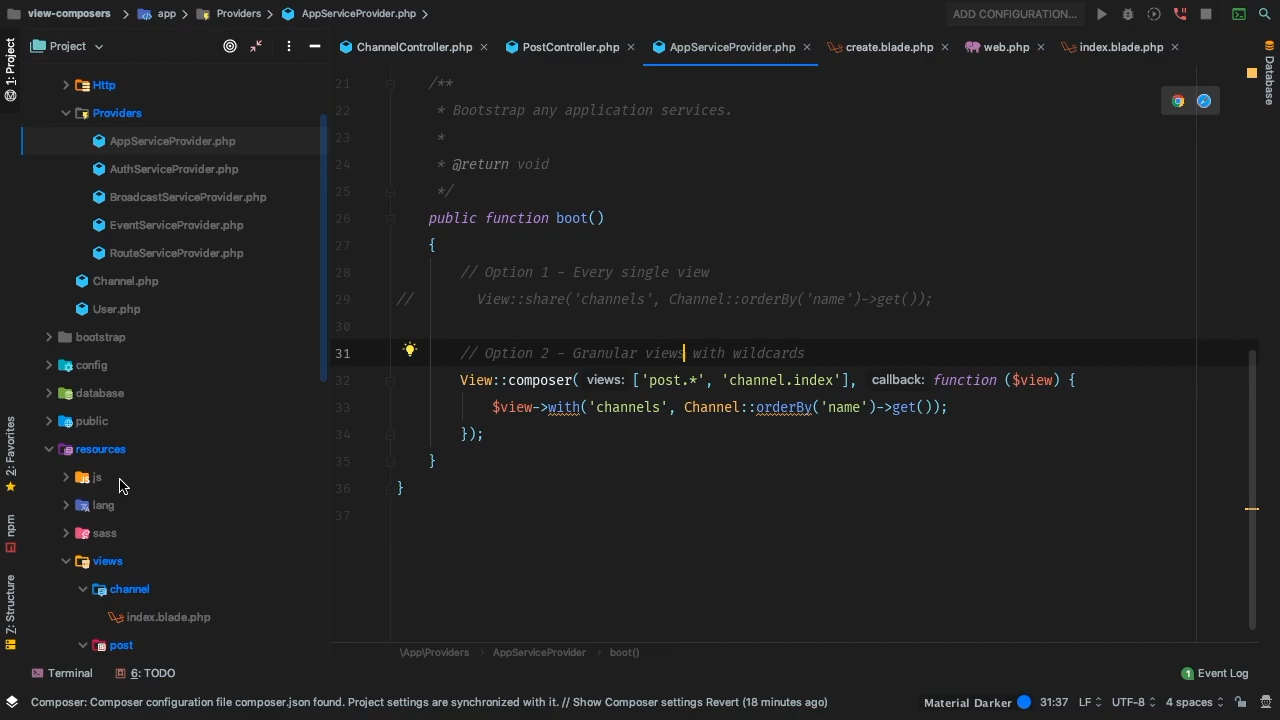 view-composers app Providers AppServiceProvider.php ADD CONFIGURATION...
1: Project
Project
ChannelController.php PostController.php AppServiceProvider.php create.blade.php web.php index.blade.php
Database
Http
Providers
AppServiceProvider.php
AuthServiceProvider.php
BroadcastServiceProvider.php
EventServiceProvider.php
RouteServiceProvider.php
Channel.php
User.php
bootstrap
config
database
public
resources
js
lang
sass
views
channel
index.blade.php
post
2: Favorites
npm
7: Structure
21 /**
22 * Bootstrap any application services.
23 *
24 * @return void
25 */
26 public function boot()
27 {
28 // Option 1 - Every single view
29 // View::share('channels', Channel::orderBy('name')->get());
30
31 // Option 2 - Granular views with wildcards
32 View::composer( views: ['post.*', 'channel.index'], callback: function ($view) {
33 $view->with('channels', Channel::orderBy('name')->get());
34 });
35 }
36 }
37
\App\Providers AppServiceProvider boot()
Terminal 6: TODO 1 Event Log
Composer: Composer configuration file composer.json found. Project settings are synchronized with it. // Show Composer settings Revert (18 minutes ago) Material Darker 31:37 LF UTF-8 4 spaces